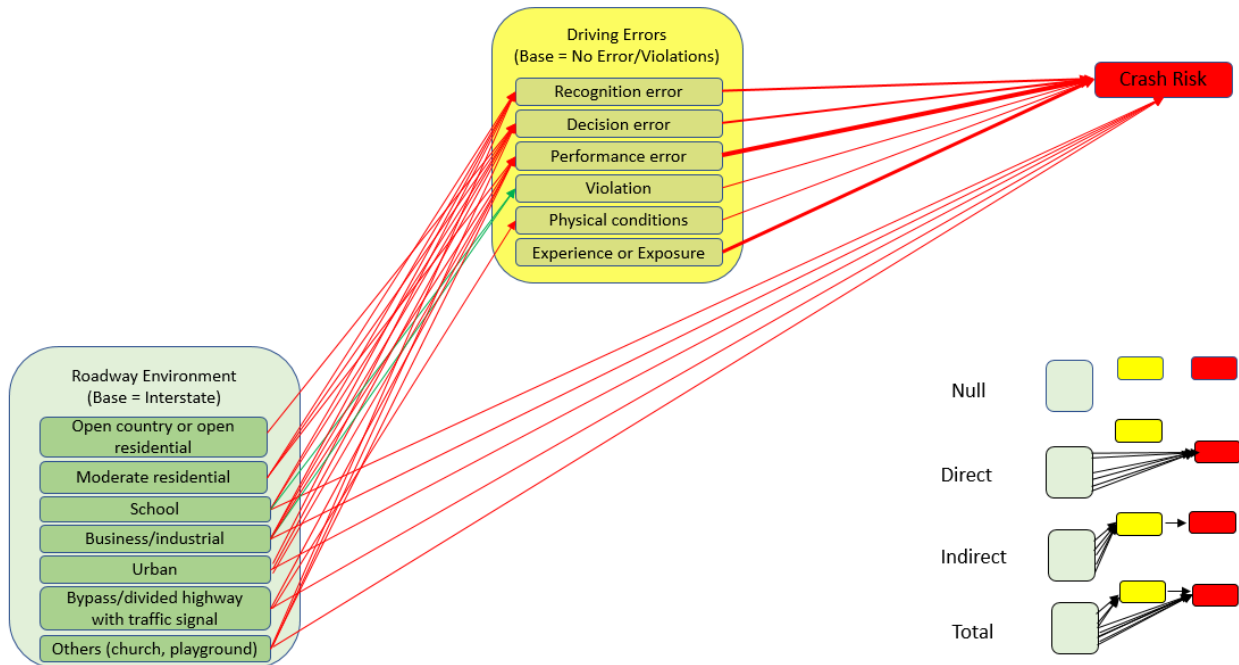 Driving Errors
(Base = No Error/Violations)
Recognition error
Decision error
Performance error
Violation
Physical conditions
Experience or Exposure
Crash Risk
Roadway Environment
(Base = Interstate)
Open country or open
residential
Moderate residential
School
Business/industrial
Urban
Bypass/divided highway
with traffic signal
Others (church, playground)
Null
Direct
Indirect
Total